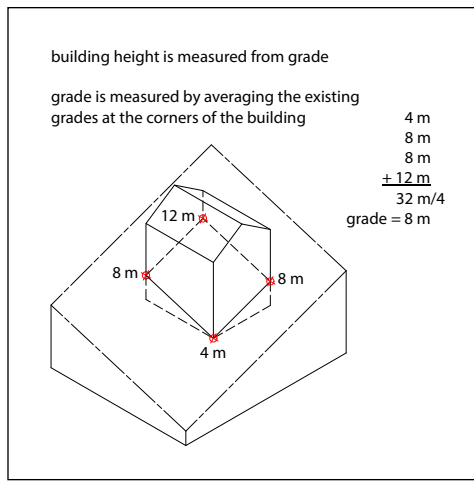 building height is measured from grade
grade is measured by averaging the existing
grades at the corners of the building
4 m
8 m
8 m
+ 12 m
32 m/4
grade = 8 m
12 m
8 m
8 m
4 m